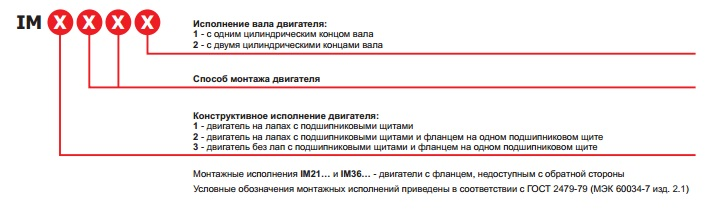 IM X X X X
Исполнение вала двигателя:
1 - с одним цилиндрическим концом вала
2 - с двумя цилиндрическими концами вала
Способ монтажа двигателя
Конструктивное исполнение двигателя:
1 - двигатель на лапах с подшипниковыми щитами
2 - двигатель на лапах с подшипниковыми щитами и фланцем на одном подшипниковом щите
3 - двигатель без лап с подшипниковыми щитами и фланцем на одном подшипниковом щите
Монтажные исполнения IM21... и IM36... - двигатели с фланцем, недоступным с обратной стороны
Условные обозначения монтажных исполнений приведены в соответствии с ГОСТ 2479-79 (МЭК 60034-7 изд. 2.1)